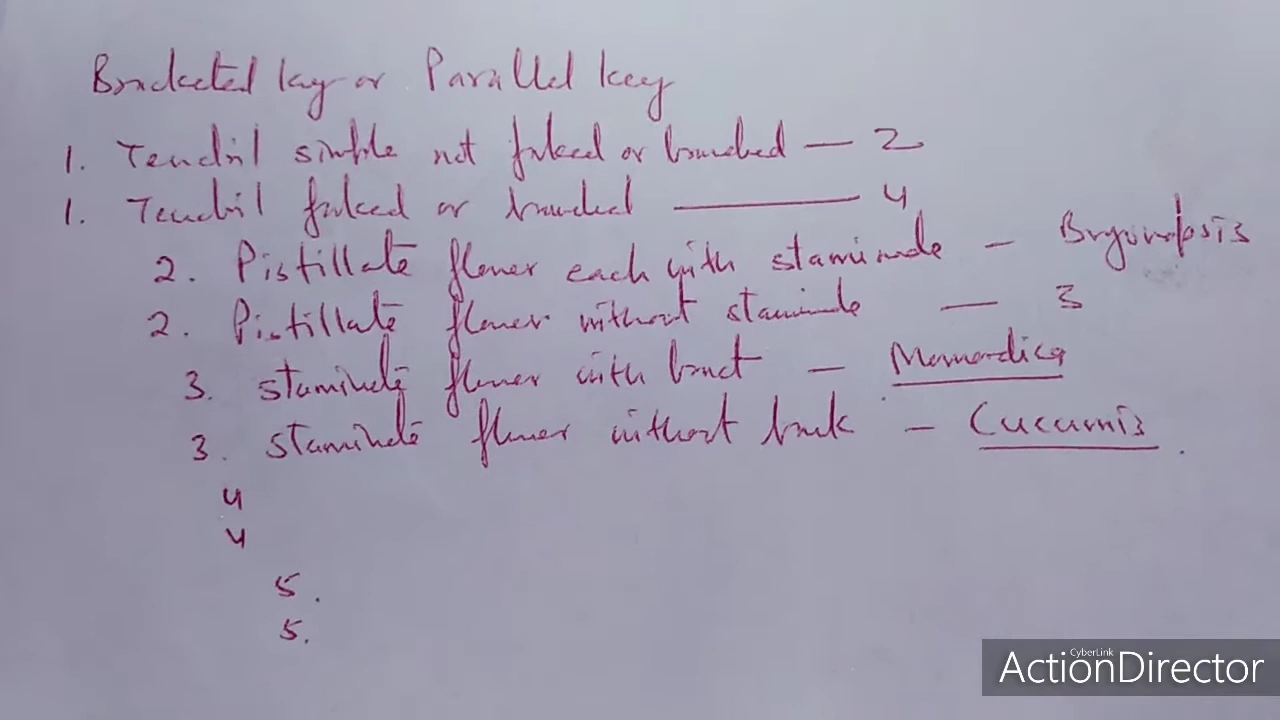 Bracketed key or Parallel key
1. Tendril simple not forked or branched — 2
1. Tendril forked or branched — 4
2. Pistillate flower each with staminode — Bryonopsis
2. Pistillate flower without staminode — 3
3. staminate flower with bract — Momordica
3. staminate flower without bract — Cucumis.
4
4
5.
5.
CyberLink
ActionDirector